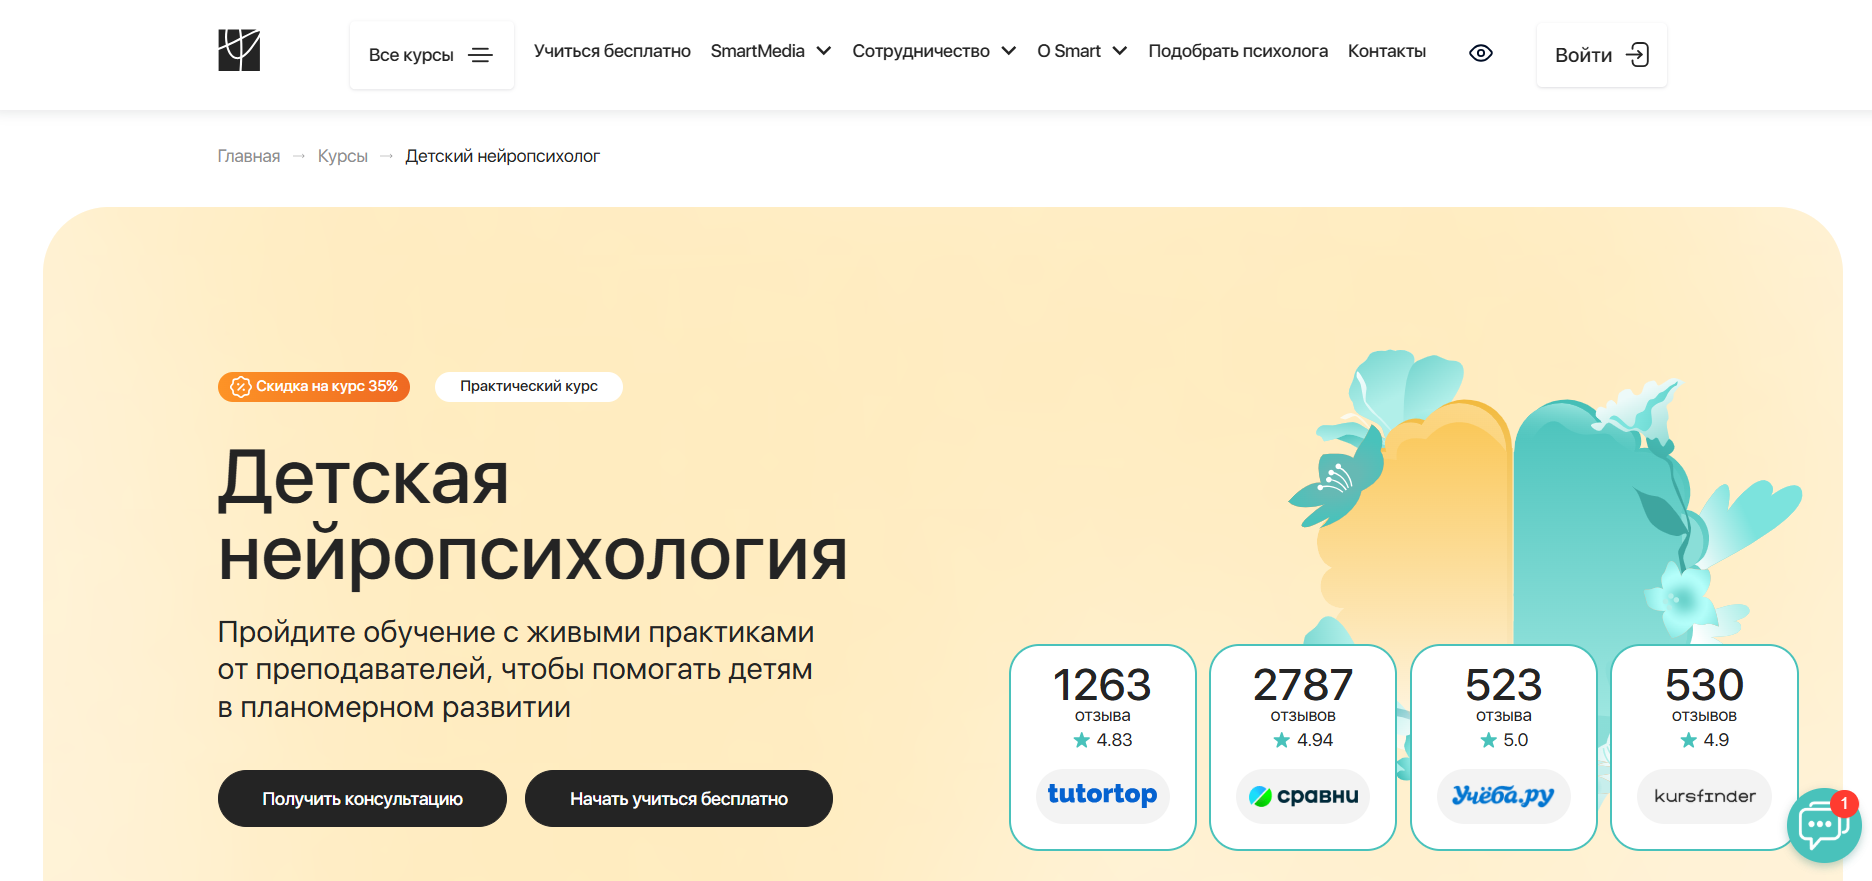 Все курсы
Учиться бесплатно
SmartMedia
Сотрудничество
О Smart
Подобрать психолога
Контакты
Войти
Главная → Курсы → Детский нейропсихолог
Скидка на курс 35%
Практический курс
Детская
нейропсихология
Пройдите обучение с живыми практиками
от преподавателей, чтобы помогать детям
в планомерном развитии
Получить консультацию
Начать учиться бесплатно
1263
отзыва
4.83
tutortop
2787
отзывов
4.94
сравни
523
отзыва
5.0
Учёба.ру
530
отзывов
4.9
kursfinder
1